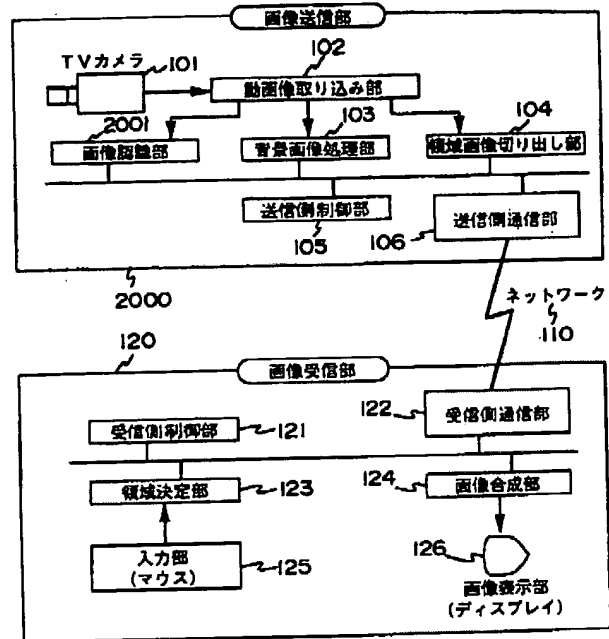 画像送信部
TVカメラ
101
102
動画像取り込み部
2001
画像認識部
103
背景画像処理部
104
領域画像切り出し部
送信側制御部
105
106
送信側通信部
2000
ネットワーク
110
120
画像受信部
受信側制御部
121
122
受信側通信部
領域決定部
123
124
画像合成部
入力部
(マウス)
125
126
画像表示部
(ディスプレイ)